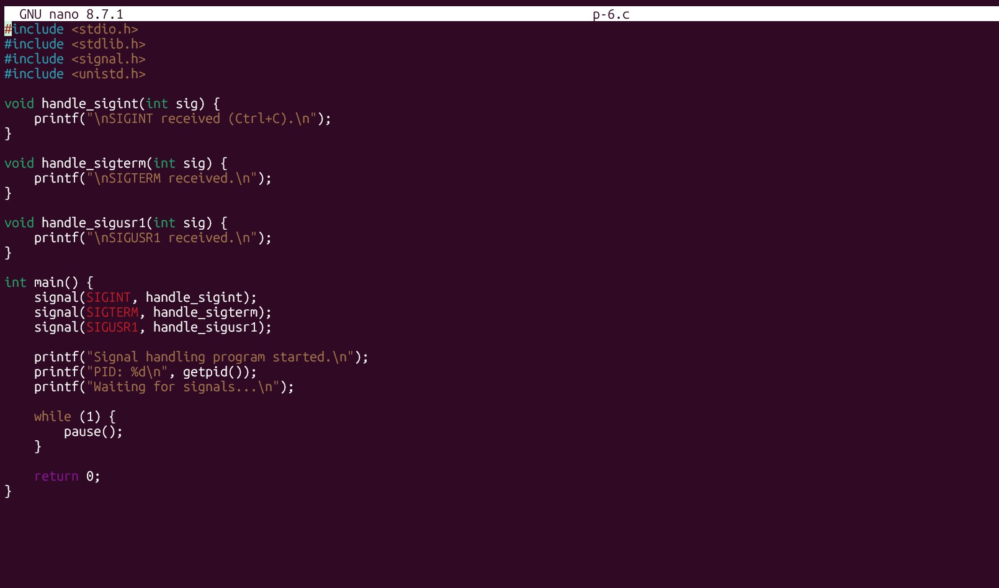 GNU nano 8.7.1 p-6.c
#include <stdio.h>
#include <stdlib.h>
#include <signal.h>
#include <unistd.h>

void handle_sigint(int sig) {
    printf("\nSIGINT received (Ctrl+C).\n");
}

void handle_sigterm(int sig) {
    printf("\nSIGTERM received.\n");
}

void handle_sigusr1(int sig) {
    printf("\nSIGUSR1 received.\n");
}

int main() {
    signal(SIGINT, handle_sigint);
    signal(SIGTERM, handle_sigterm);
    signal(SIGUSR1, handle_sigusr1);

    printf("Signal handling program started.\n");
    printf("PID: %d\n", getpid());
    printf("Waiting for signals...\n");

    while (1) {
        pause();
    }

    return 0;
}